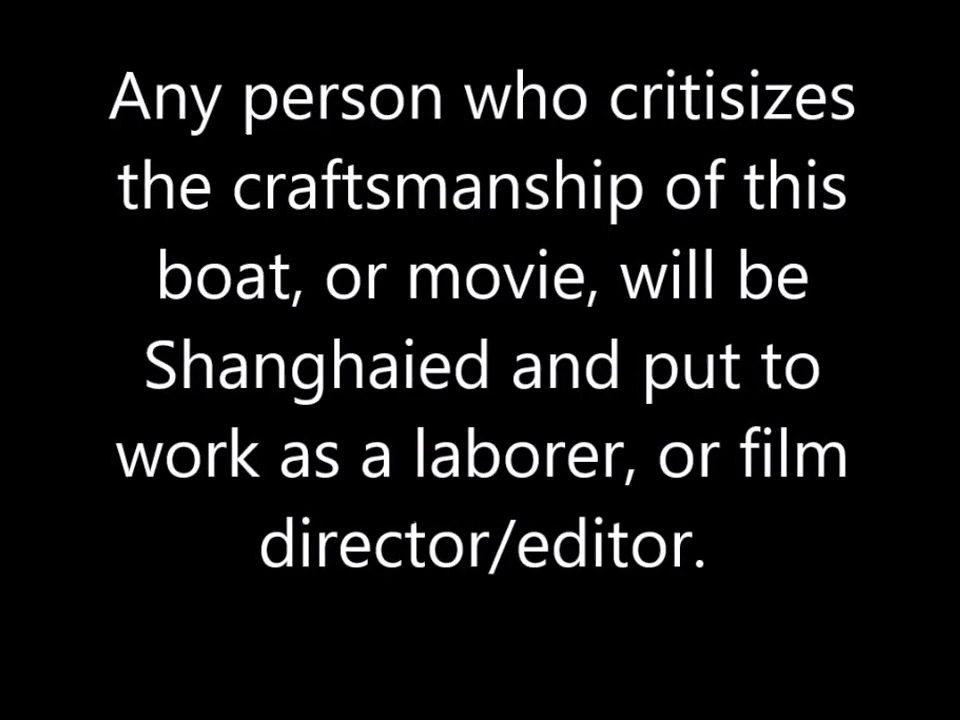 Any person who critisizes
the craftsmanship of this
boat, or movie, will be
Shanghaied and put to
work as a laborer, or film
director/editor.